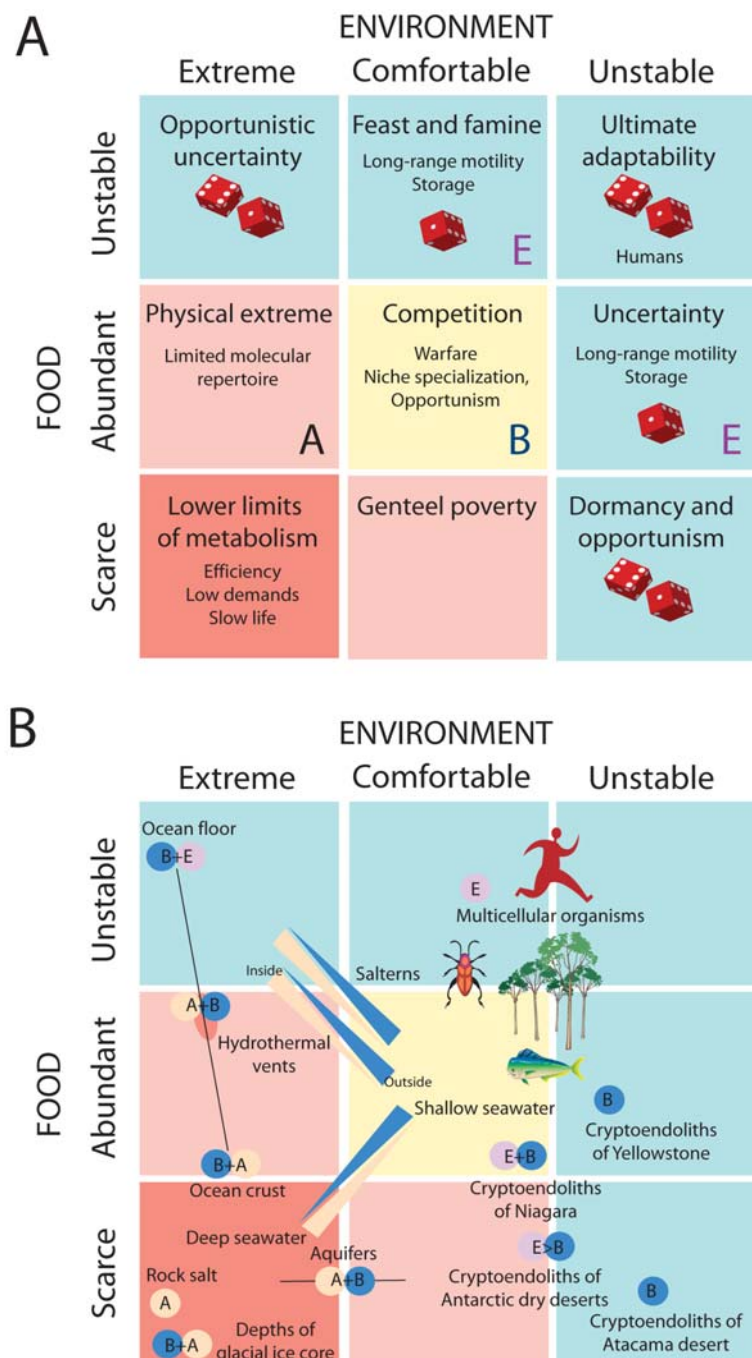 A
ENVIRONMENT
Extreme
Comfortable
Unstable
FOOD
Unstable
Opportunistic
uncertainty
Feast and famine
Long-range motility
Storage
E
Ultimate
adaptability
Humans
Abundant
Physical extreme
Limited molecular
repertoire
A
Competition
Warfare
Niche specialization,
Opportunism
B
Uncertainty
Long-range motility
Storage
E
Scarce
Lower limits
of metabolism
Efficiency
Low demands
Slow life
Genteel poverty
Dormancy and
opportunism
B
ENVIRONMENT
Extreme
Comfortable
Unstable
FOOD
Unstable
Ocean floor
B+E
E
Multicellular organisms
Inside
Salterns
Abundant
A+B
Hydrothermal
vents
Outside
Shallow seawater
B
Cryptoendoliths
of Yellowstone
B+A
Ocean crust
E+B
Cryptoendoliths
of Niagara
Scarce
Deep seawater
Aquifers
A+B
E>B
Cryptoendoliths of
Antarctic dry deserts
Rock salt
A
B
Cryptoendoliths of
Atacama desert
B+A
Depths of
glacial ice core